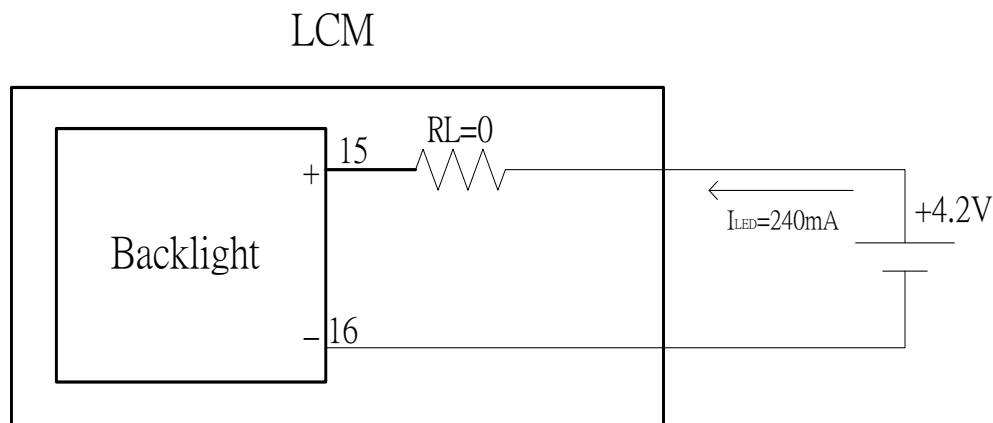 LCM
RL=0
15
+
+4.2V
ILED=240mA
Backlight
−
16